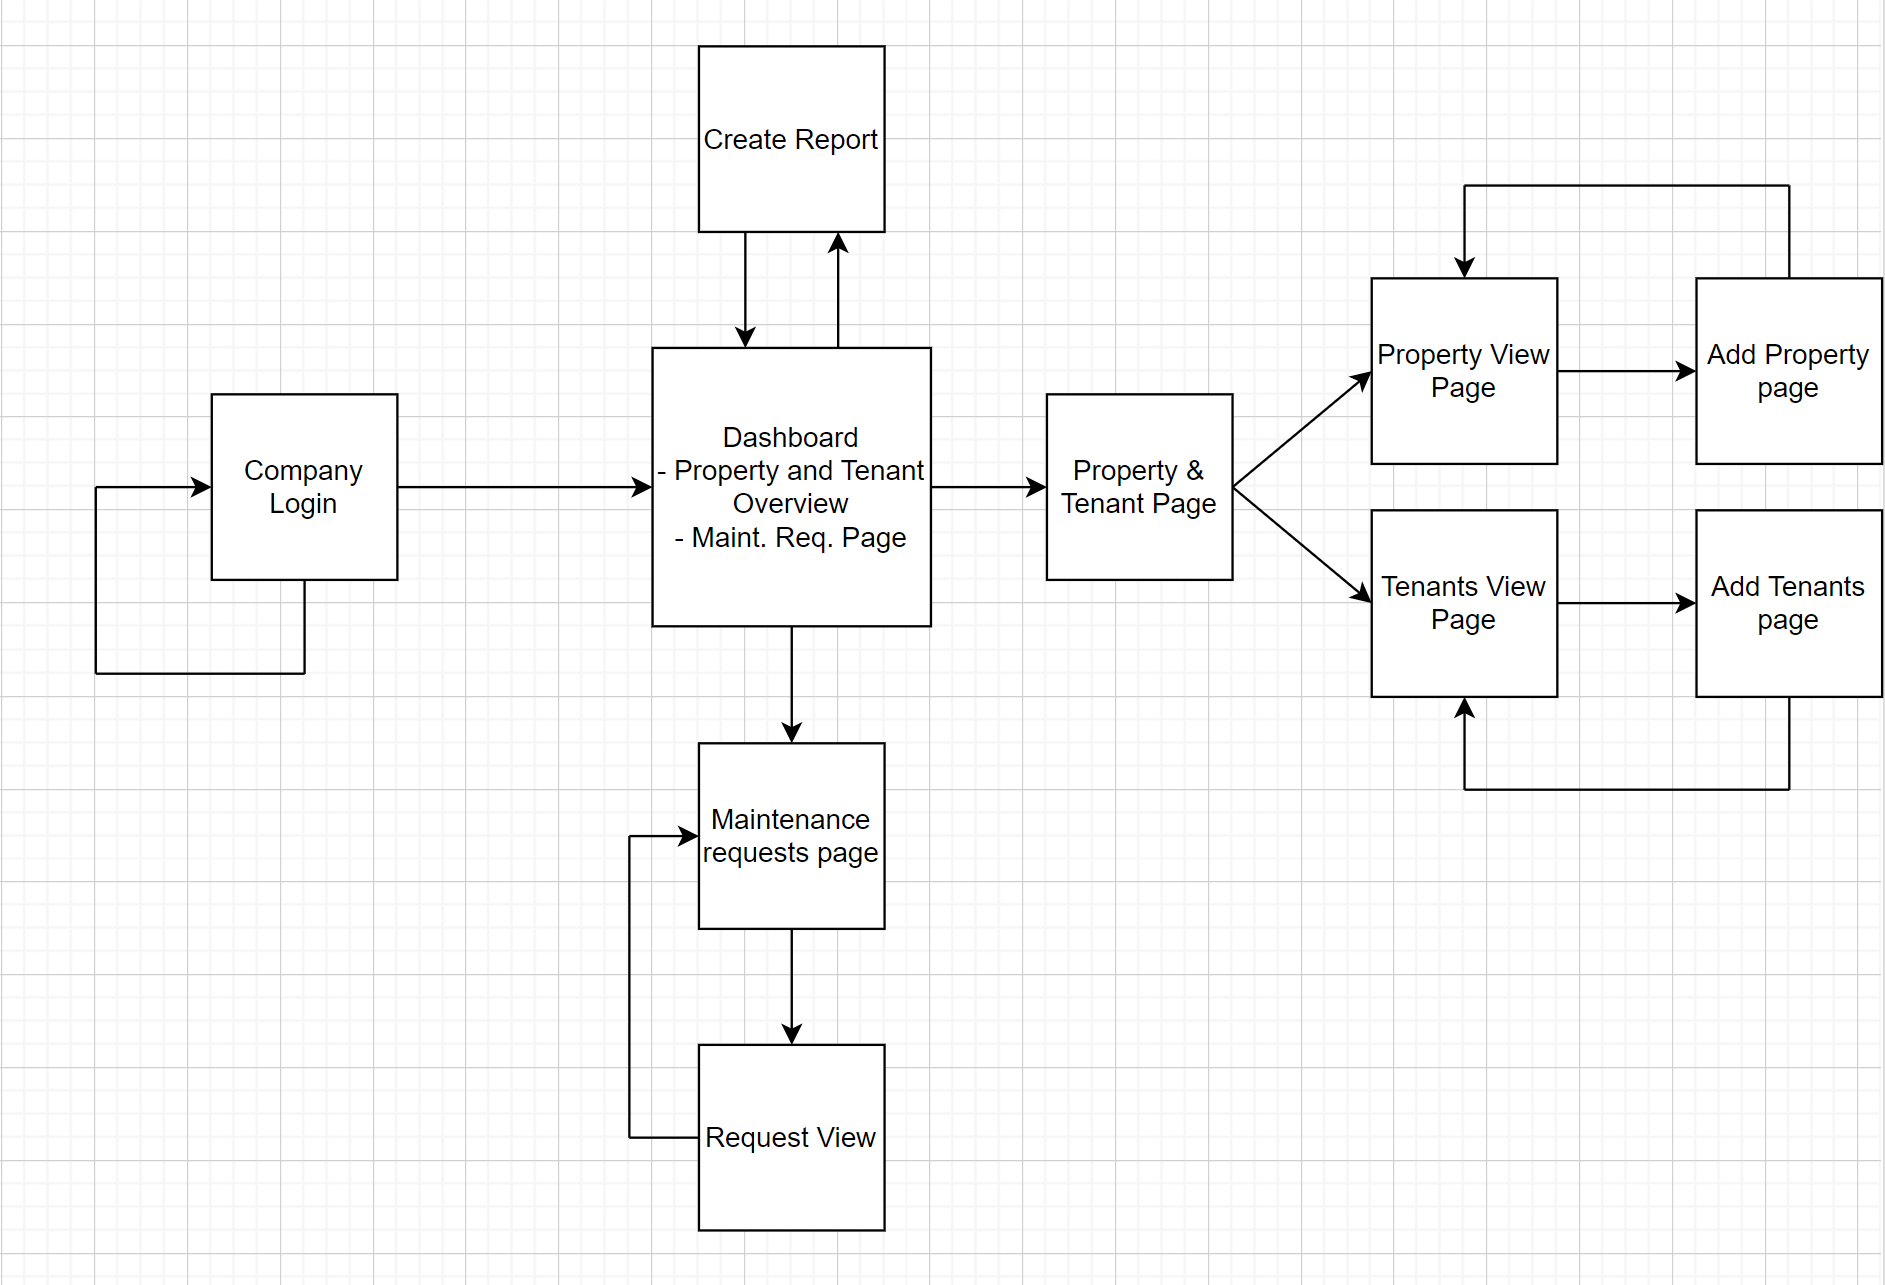 Create Report
Company
Login
Dashboard
- Property and Tenant
Overview
- Maint. Req. Page
Property &
Tenant Page
Property View
Page
Add Property
page
Tenants View
Page
Add Tenants
page
Maintenance
requests page
Request View